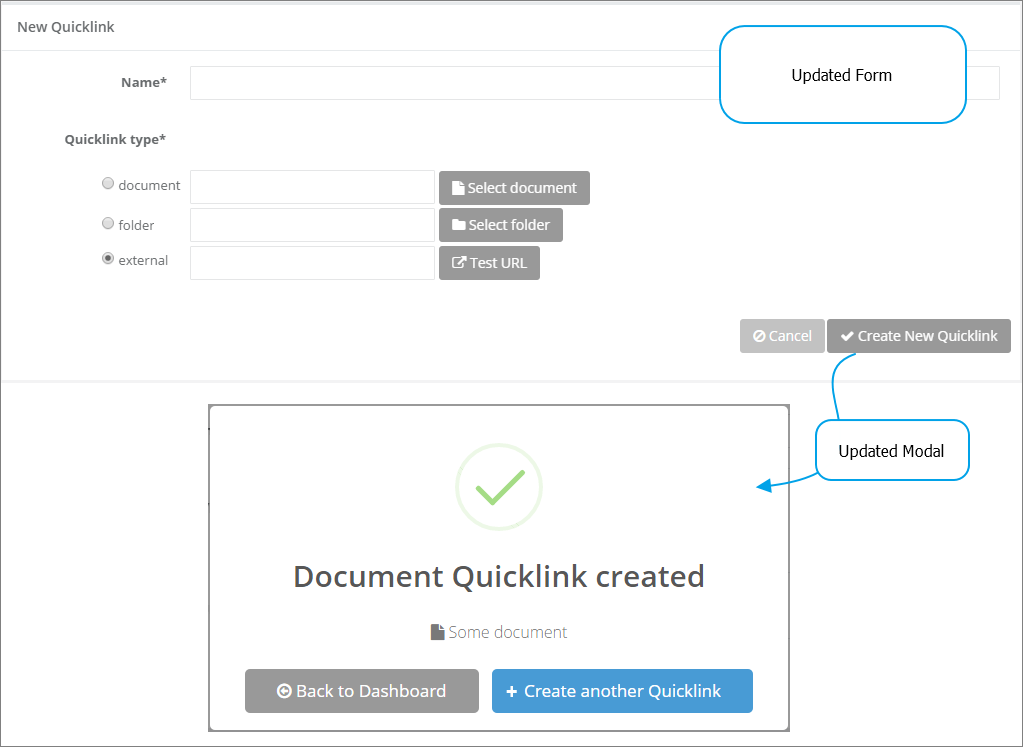 New Quicklink
Updated Form
Name*
Quicklink type*
document
Select document
folder
Select folder
external
Test URL
Cancel
Create New Quicklink
Updated Modal
Document Quicklink created
Some document
Back to Dashboard
+ Create another Quicklink